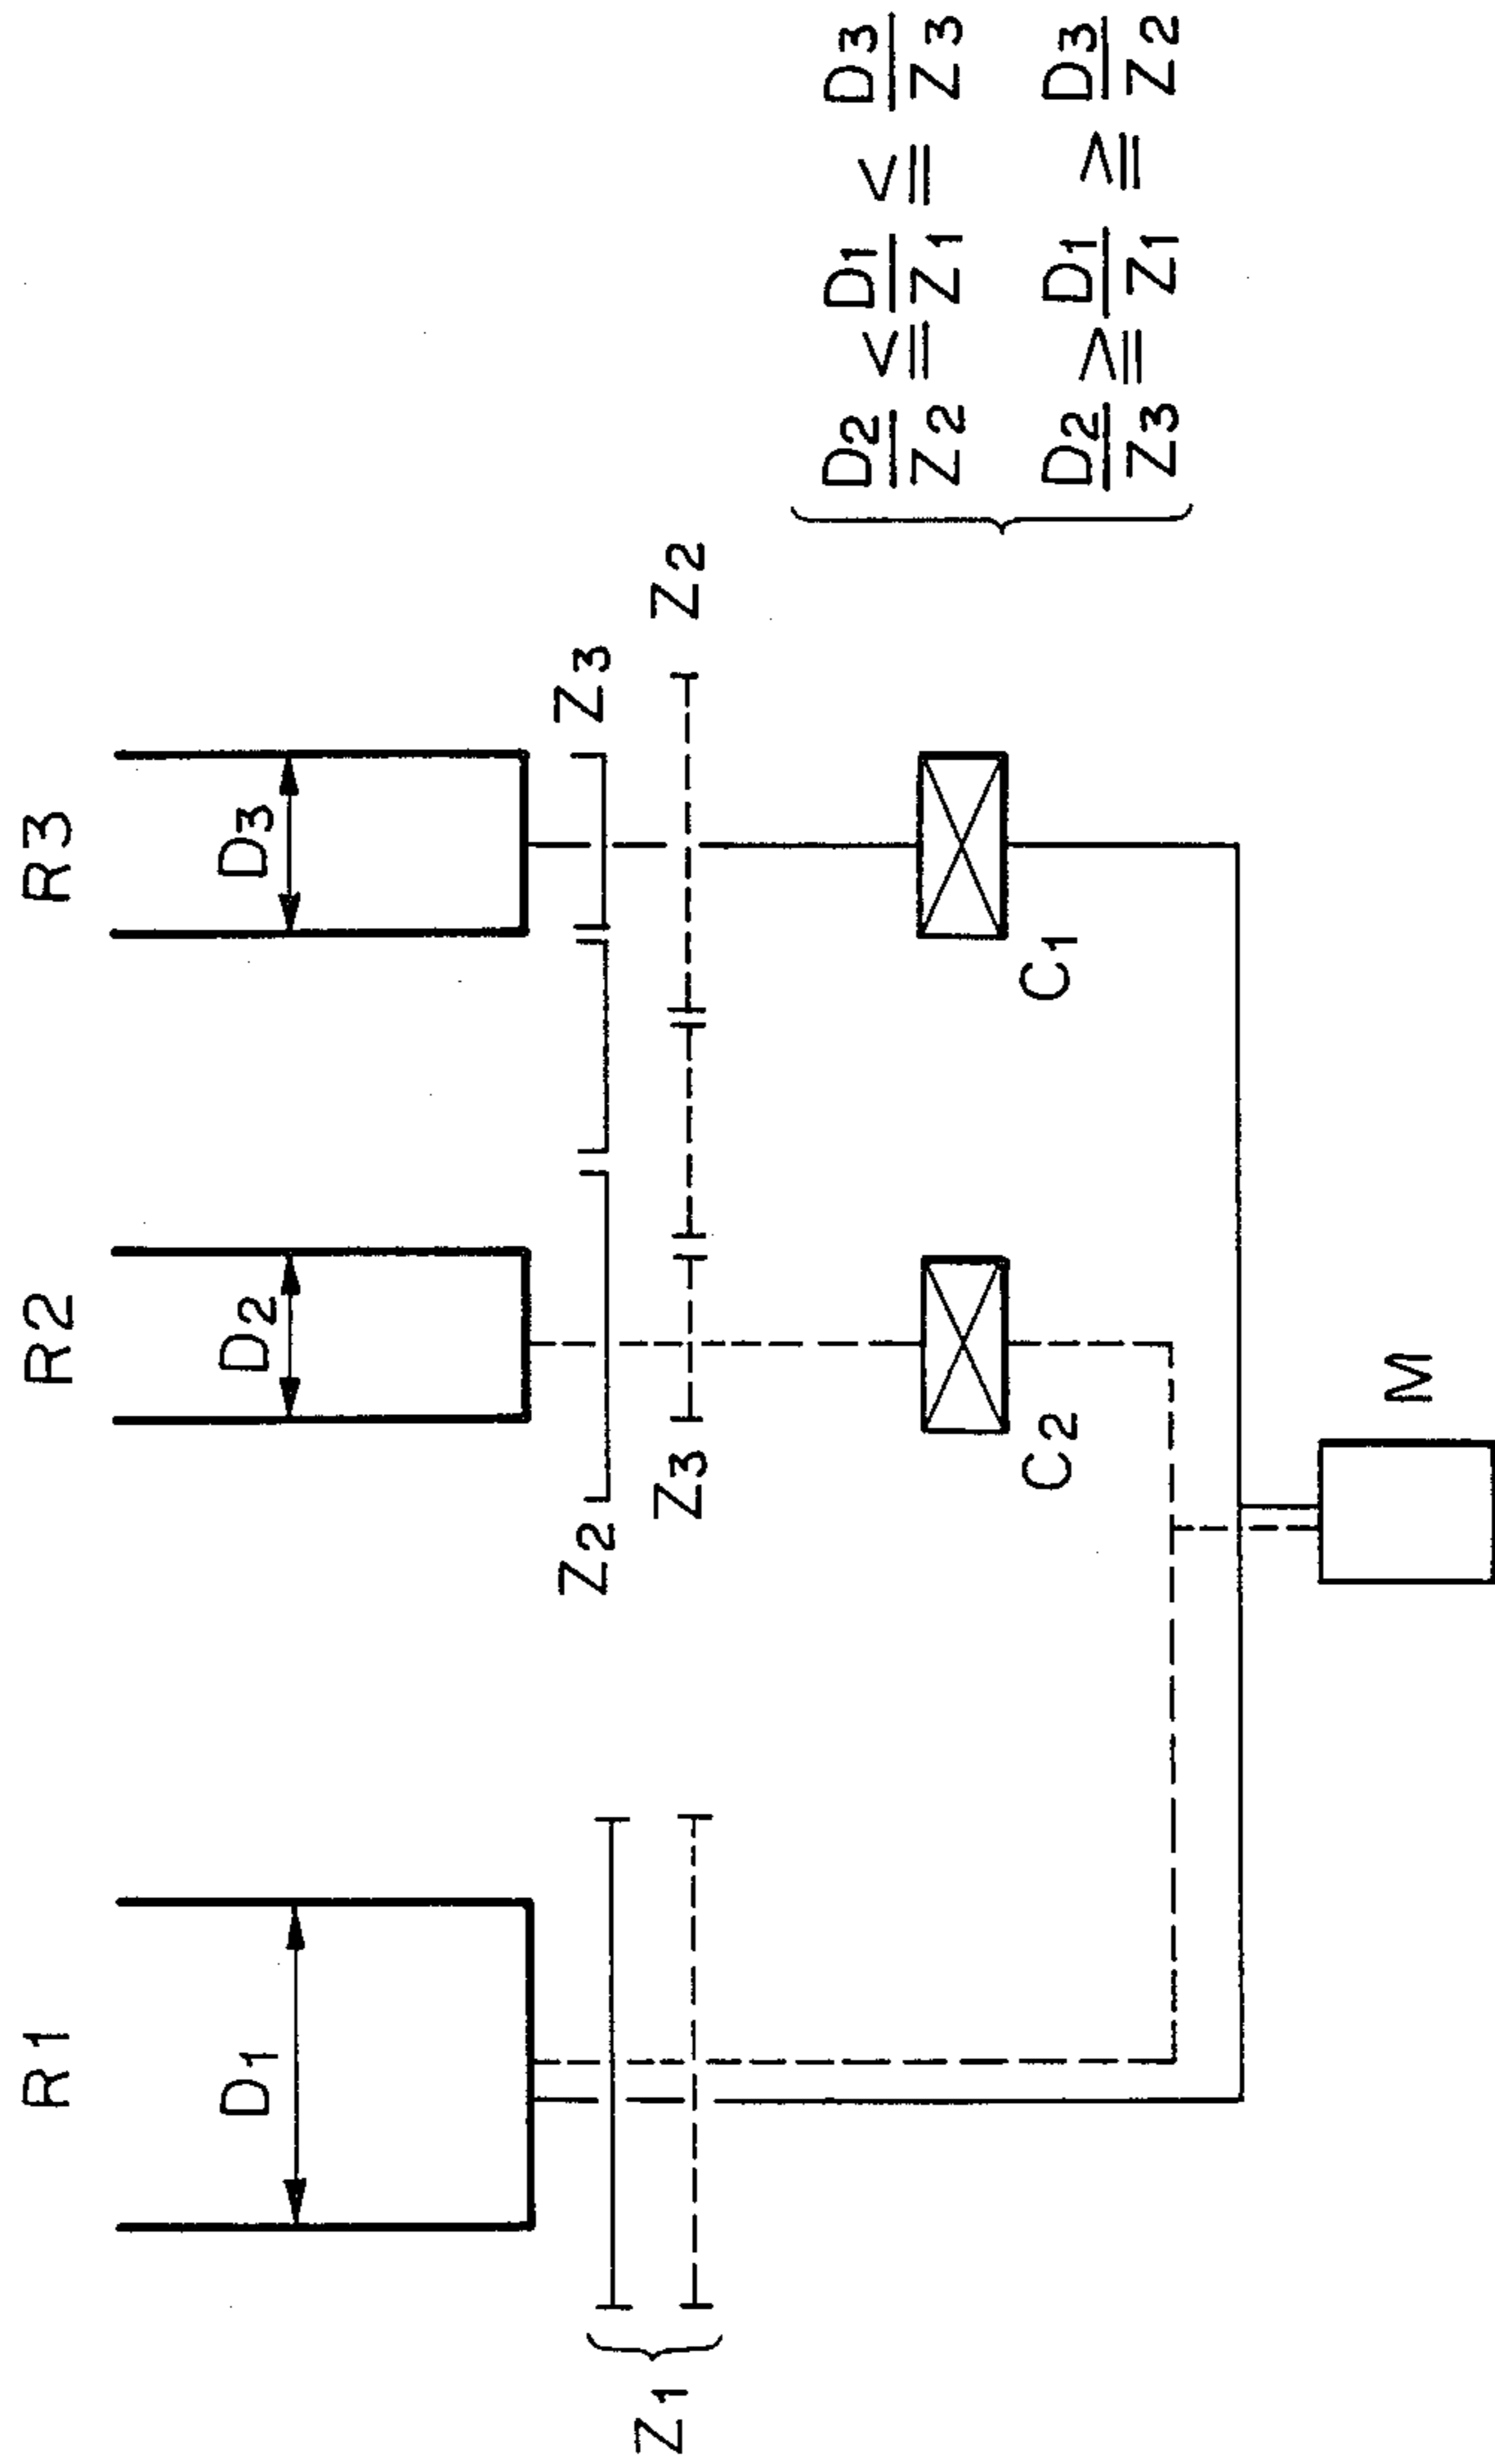 R1 R2 R3
D1 D2 D3
Z2 Z3
Z1 Z3 Z2
D2/Z2 ≦ D1/Z1 ≦ D3/Z3
D2/Z3 ≧ D1/Z1 ≧ D3/Z2
C2 C1
M